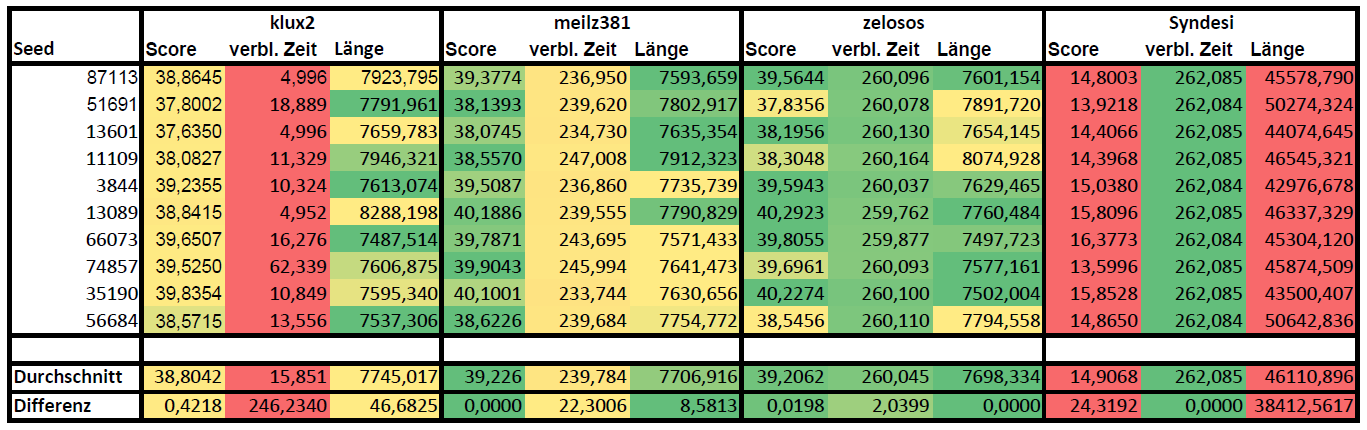 klux2 meilz381 zelosos Syndesi
Seed Score verbl. Zeit Länge Score verbl. Zeit Länge Score verbl. Zeit Länge Score verbl. Zeit Länge
87113 38,8645 4,996 7923,795 39,3774 236,950 7593,659 39,5644 260,096 7601,154 14,8003 262,085 45578,790
51691 37,8002 18,889 7791,961 38,1393 239,620 7802,917 37,8356 260,078 7891,720 13,9218 262,084 50274,324
13601 37,6350 4,996 7659,783 38,0745 234,730 7635,354 38,1956 260,130 7654,145 14,4066 262,085 44074,645
11109 38,0827 11,329 7946,321 38,5570 247,008 7912,323 38,3048 260,164 8074,928 14,3968 262,085 46545,321
3844 39,2355 10,324 7613,074 39,5087 236,860 7735,739 39,5943 260,037 7629,465 15,0380 262,084 42976,678
13089 38,8415 4,952 8288,198 40,1886 239,555 7790,829 40,2923 259,762 7760,484 15,8096 262,084 46337,329
66073 39,6507 16,276 7487,514 39,7871 243,695 7571,433 39,8055 259,877 7497,723 16,3773 262,084 45304,120
74857 39,5250 62,339 7606,875 39,9043 245,994 7641,473 39,6961 260,093 7577,161 13,5996 262,085 45874,509
35190 39,8354 10,849 7595,340 40,1001 233,744 7630,656 40,2274 260,100 7502,004 15,8528 262,085 43500,407
56684 38,5715 13,556 7537,306 38,6226 239,684 7754,772 38,5456 260,110 7794,558 14,8650 262,084 50642,836
Durchschnitt 38,8042 15,851 7745,017 39,226 239,784 7706,916 39,2062 260,045 7698,334 14,9068 262,085 46110,896
Differenz 0,4218 246,2340 46,6825 0,0000 22,3006 8,5813 0,0198 2,0399 0,0000 24,3192 0,0000 38412,5617